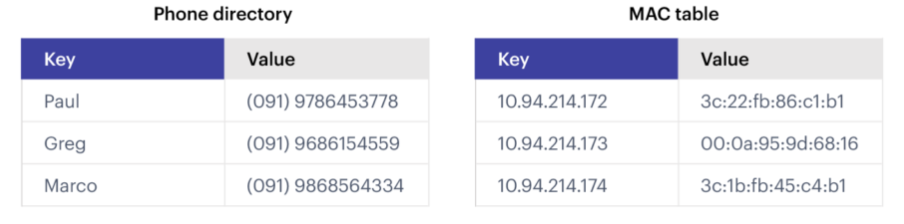 Phone directory
Key Value
Paul (091) 9786453778
Greg (091) 9686154559
Marco (091) 9868564334
MAC table
Key Value
10.94.214.172 3c:22:fb:86:c1:b1
10.94.214.173 00:0a:95:9d:68:16
10.94.214.174 3c:1b:fb:45:c4:b1